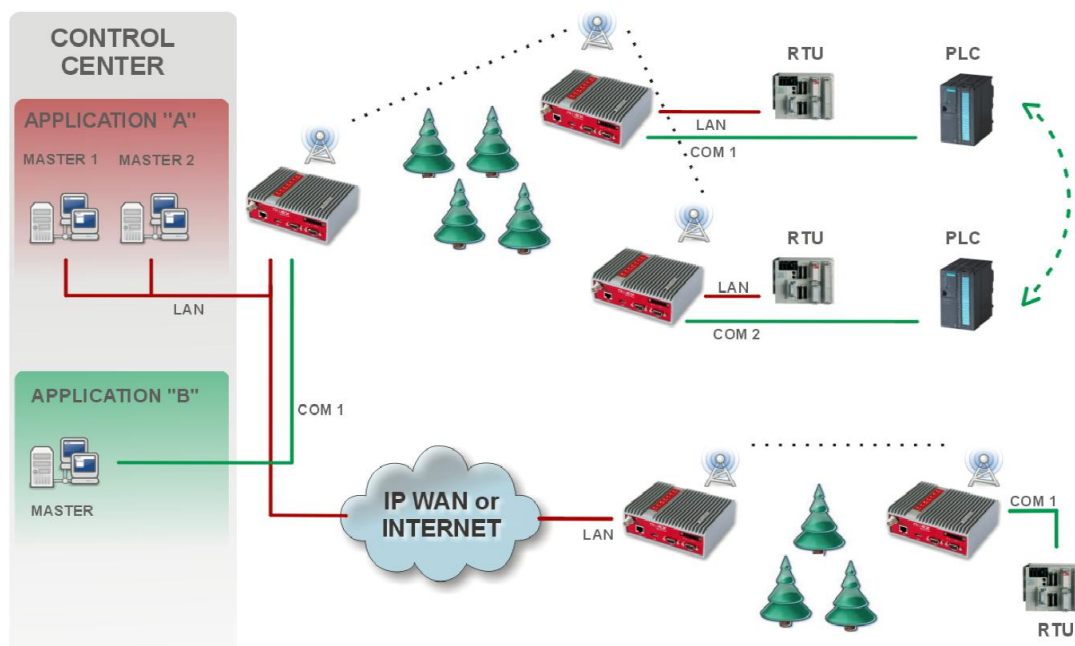 CONTROL
CENTER
APPLICATION "A"
MASTER 1 MASTER 2
LAN
APPLICATION "B"
MASTER
COM 1
RTU
PLC
LAN
COM 1
RTU
PLC
LAN
COM 2
IP WAN or
INTERNET
LAN
COM 1
RTU